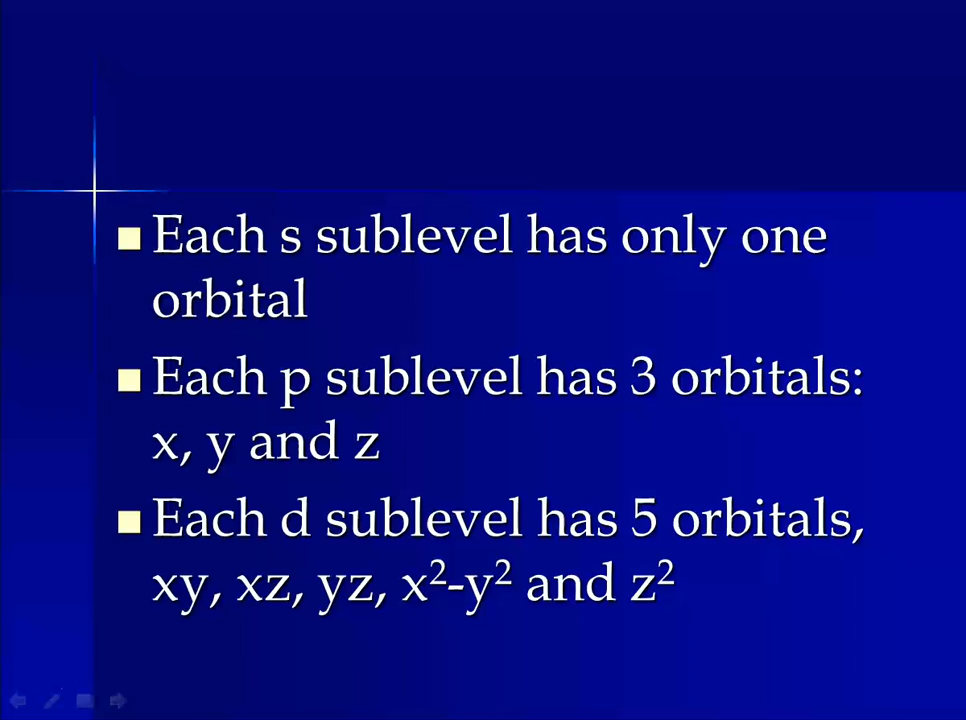 Each s sublevel has only one
orbital
Each p sublevel has 3 orbitals:
x, y and z
Each d sublevel has 5 orbitals,
xy, xz, yz, x²-y² and z²